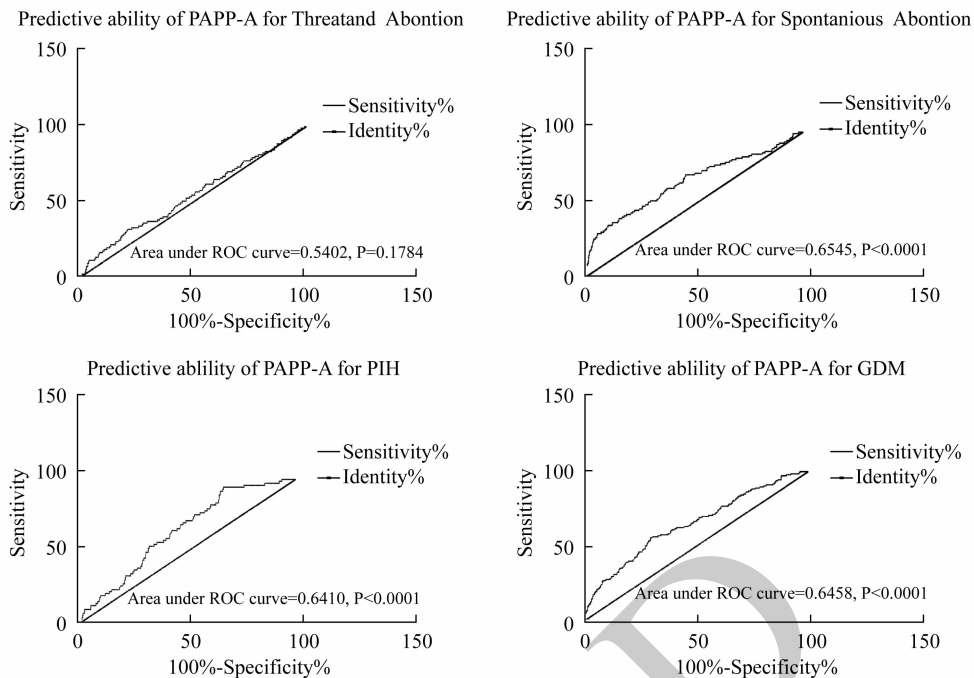 Predictive ability of PAPP-A for Threatand Abontion
150
100
50
0
0
50
100
150
Sensitivity
Sensitivity%
Identity%
Area under ROC curve=0.5402, P=0.1784
100%-Specificity%
Predictive ability of PAPP-A for Spontanious Abontion
150
100
50
0
0
50
100
150
Sensitivity
Sensitivity%
Identity%
Area under ROC curve=0.6545, P<0.0001
100%-Specificity%
Predictive ablility of PAPP-A for PIH
150
100
50
0
0
50
100
150
Sensitivity
Sensitivity%
Identity%
Area under ROC curve=0.6410, P<0.0001
100%-Specificity%
Predictive ablility of PAPP-A for GDM
150
100
50
0
0
50
100
150
Sensitivity
Sensitivity%
Identity%
Area under ROC curve=0.6458, P<0.0001
100%-Specificity%